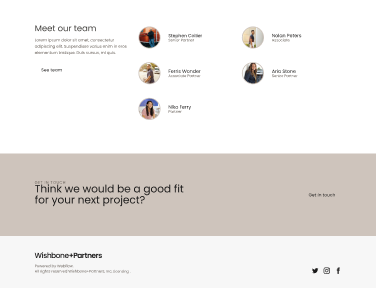 Meet our team
Lorem ipsum dolor sit amet, consectetur
adipiscing elit. Suspendisse varius enim in eros
elementum tristique. Duis cursus, mi quis
See team
Stephen Collier
Senior Partner
Nolan Peters
Associate
Ferris Wonder
Associate Partner
Aria Stone
Senior Partner
Nika Ferry
Partner
GET IN TOUCH
Think we would be a good fit
for your next project?
Get in touch
Wishbone+Partners
Powered by Webflow
All rights reserved Wishbone+Partners, Inc.